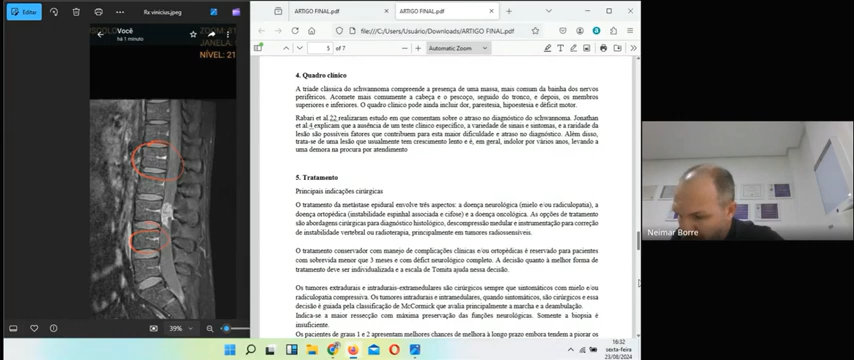 Editar
Rx vinicius.jpeg
Você
há 1 minuto
ZOOM
JANELA:
NÍVEL: 21
ARTIGO FINAL.pdf
ARTIGO FINAL.pdf
file:///C:/Users/Usuário/Downloads/ARTIGO FINAL.pdf
5 of 7
Automatic Zoom
4. Quadro clínico
A tríade clássica do schwannoma compreende a presença de uma massa, mais comum da bainha dos nervos
periféricos. Acomete mais comumente a cabeça e o pescoço, seguido do tronco, e depois, os membros
superiores e inferiores. O quadro clínico pode ainda incluir dor, parestesia, hipoestesia e déficit motor.
Rabari et al.22 realizaram estudo em que comentam sobre o atraso no diagnóstico do schwannoma. Jonathan
et al.4 explicam que a ausência de um teste clínico específico, a variedade de sinais e sintomas, e a raridade da
lesão são possíveis fatores que contribuem para esta maior dificuldade e atraso no diagnóstico. Além disso,
trata-se de uma lesão que usualmente tem crescimento lento e é, em geral, indolor por vários anos, levando a
uma demora na procura por atendimento
5. Tratamento
Principais indicações cirúrgicas
O tratamento da metástase epidural envolve três aspectos: a doença neurológica (mielo e/ou radiculopatia), a
doença ortopédica (instabilidade espinhal associada e cifose) e a doença oncológica. As opções de tratamento
são abordagens cirúrgicas para diagnóstico histológico, descompressão medular e instrumentação para correção
de instabilidade vertebral ou radioterapia, principalmente em tumores radiossensíveis.
O tratamento conservador com manejo de complicações clínicas e/ou ortopédicas é reservado para pacientes
com sobrevida menor que 3 meses e com déficit neurológico completo. A decisão quanto à melhor forma de
tratamento deve ser individualizada e a escala de Tomita ajuda nessa decisão.
Os tumores extradurais e intradurais-extramedulares são cirúrgicos sempre que sintomáticos com mielo e/ou
radiculopatia compressiva. Os tumores intradurais e intramedulares, quando sintomáticos, são cirúrgicos e essa
decisão é guiada pela classificação de McCormick que avalia principalmente a marcha e a deambulação.
Indica-se a maior ressecção com máxima preservação das funções neurológicas. Somente a biopsia é
insuficiente.
Os pacientes de graus 1 e 2 apresentam melhores chances de melhora à longo prazo embora tendem a piorar os
Neimar Borre
39%
16:32
sexta-feira
23/08/2024